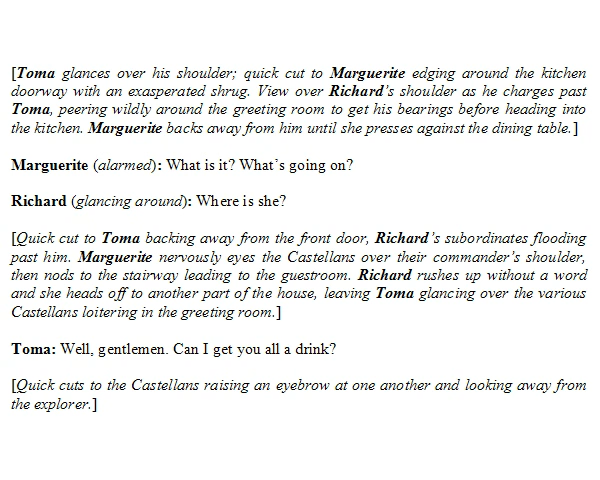 [Toma glances over his shoulder; quick cut to Marguerite edging around the kitchen
doorway with an exasperated shrug. View over Richard's shoulder as he charges past
Toma, peering wildly around the greeting room to get his bearings before heading into
the kitchen. Marguerite backs away from him until she presses against the dining table.]
Marguerite (alarmed): What is it? What's going on?
Richard (glancing around): Where is she?
[Quick cut to Toma backing away from the front door, Richard's subordinates flooding
past him. Marguerite nervously eyes the Castellans over their commander's shoulder,
then nods to the stairway leading to the guestroom. Richard rushes up without a word
and she heads off to another part of the house, leaving Toma glancing over the various
Castellans loitering in the greeting room.]
Toma: Well, gentlemen. Can I get you all a drink?
[Quick cuts to the Castellans raising an eyebrow at one another and looking away from
the explorer.]